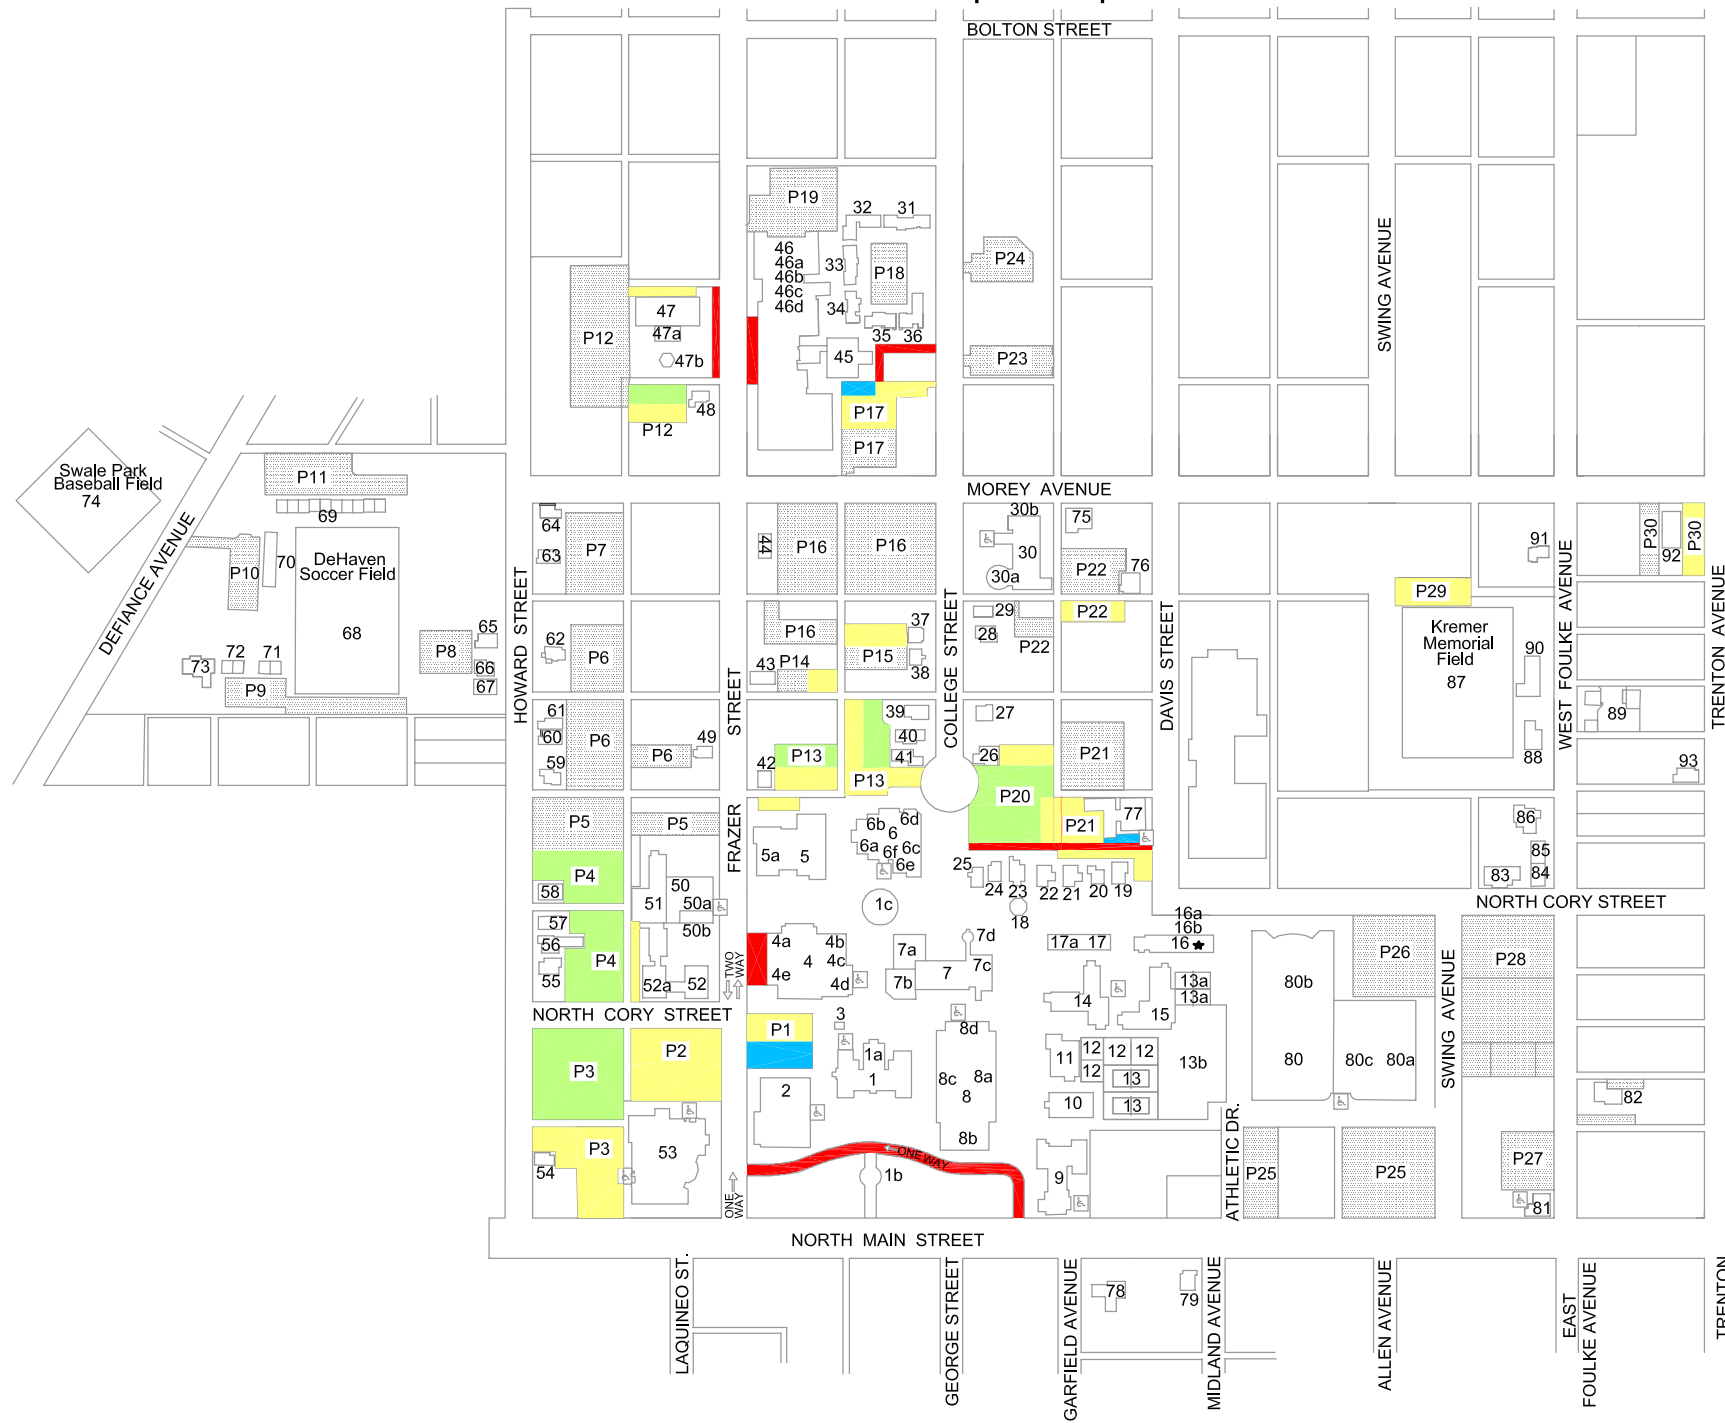 BOLTON STREET
P19
32
31
46
46a
46b
46c
46d
33
P18
34
35
36
P24
SWING AVENUE
47
47a
47b
P12
45
P23
48
P12
P17
P17
Swale Park
Baseball Field
74
P11
69
MOREY AVENUE
DEFIANCE AVENUE
P10
70
DeHaven
Soccer Field
68
64
63
P7
44
P16
P16
30b
30
30a
75
P22
76
91
P30
92
P30
HOWARD STREET
62
P6
P16
43
P14
P15
37
38
COLLEGE STREET
29
28
P22
P22
DAVIS STREET
P29
Kremer
Memorial
Field
87
90
WEST FOULKE AVENUE
TRENTON AVENUE
65
P8
66
67
72
71
73
P9
61
60
59
P6
P6
49
STREET
42
P13
P13
39
40
41
27
26
P20
P21
88
89
93
P5
P5
FRAZER
5a
5
6b
6d
6
6a
6f
6c
6e
P21
77
86
85
84
83
58
P4
50
51
50a
50b
1c
25
24
23
22
21
20
19
18
NORTH CORY STREET
57
56
55
P4
52a
52
TWO
WAY
4a
4b
4
4c
4e
4d
7a
7d
7
7c
7b
17a
17
16a
16b
16
13a
13a
14
15
80b
P26
P28
NORTH CORY STREET
P3
P2
P1
3
1a
1
2
8d
8c
8a
8
8b
11
12
12
12
12
13
13
13b
10
80
80c
80a
SWING AVENUE
82
P3
54
53
ONE
WAY
ONE WAY
1b
9
ATHLETIC DR.
P25
P25
P27
81
NORTH MAIN STREET
LAQUINEO ST.
GEORGE STREET
GARFIELD AVENUE
78
79
MIDLAND AVENUE
ALLEN AVENUE
EAST
FOULKE AVENUE
TRENTON